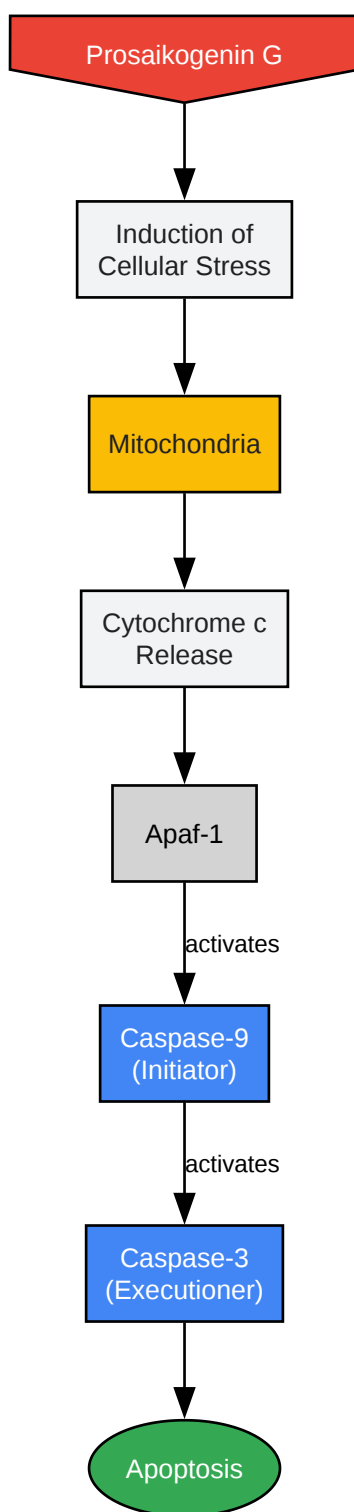 Prosaikogenin G
Induction of
Cellular Stress
Mitochondria
Cytochrome c
Release
Apaf-1
activates
Caspase-9
(Initiator)
activates
Caspase-3
(Executioner)
Apoptosis